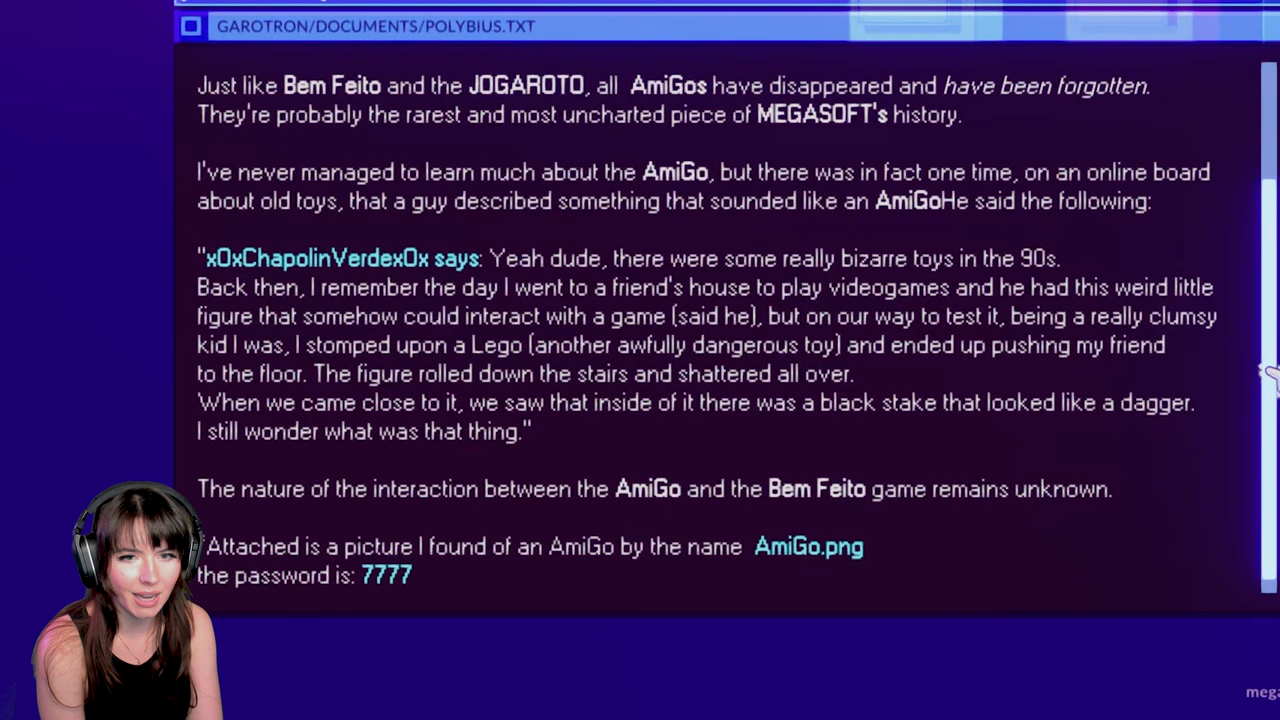 GAROTRON/DOCUMENTS/POLYBIUS.TXT
Just like Bem Feito and the JOGAROTO, all AmiGos have disappeared and have been forgotten.
They're probably the rarest and most uncharted piece of MEGASOFT's history.
I've never managed to learn much about the AmiGo, but there was in fact one time, on an online board
about old toys, that a guy described something that sounded like an AmiGoHe said the following:
"xOxChapolinVerdexOx says: Yeah dude, there were some really bizarre toys in the 90s.
Back then, I remember the day I went to a friend's house to play videogames and he had this weird little
figure that somehow could interact with a game (said he), but on our way to test it, being a really clumsy
kid I was, I stomped upon a Lego (another awfully dangerous toy) and ended up pushing my friend
to the floor. The figure rolled down the stairs and shattered all over.
When we came close to it, we saw that inside of it there was a black stake that looked like a dagger.
I still wonder what was that thing."
The nature of the interaction between the AmiGo and the Bem Feito game remains unknown.
*Attached is a picture I found of an AmiGo by the name AmiGo.png
the password is: 7777